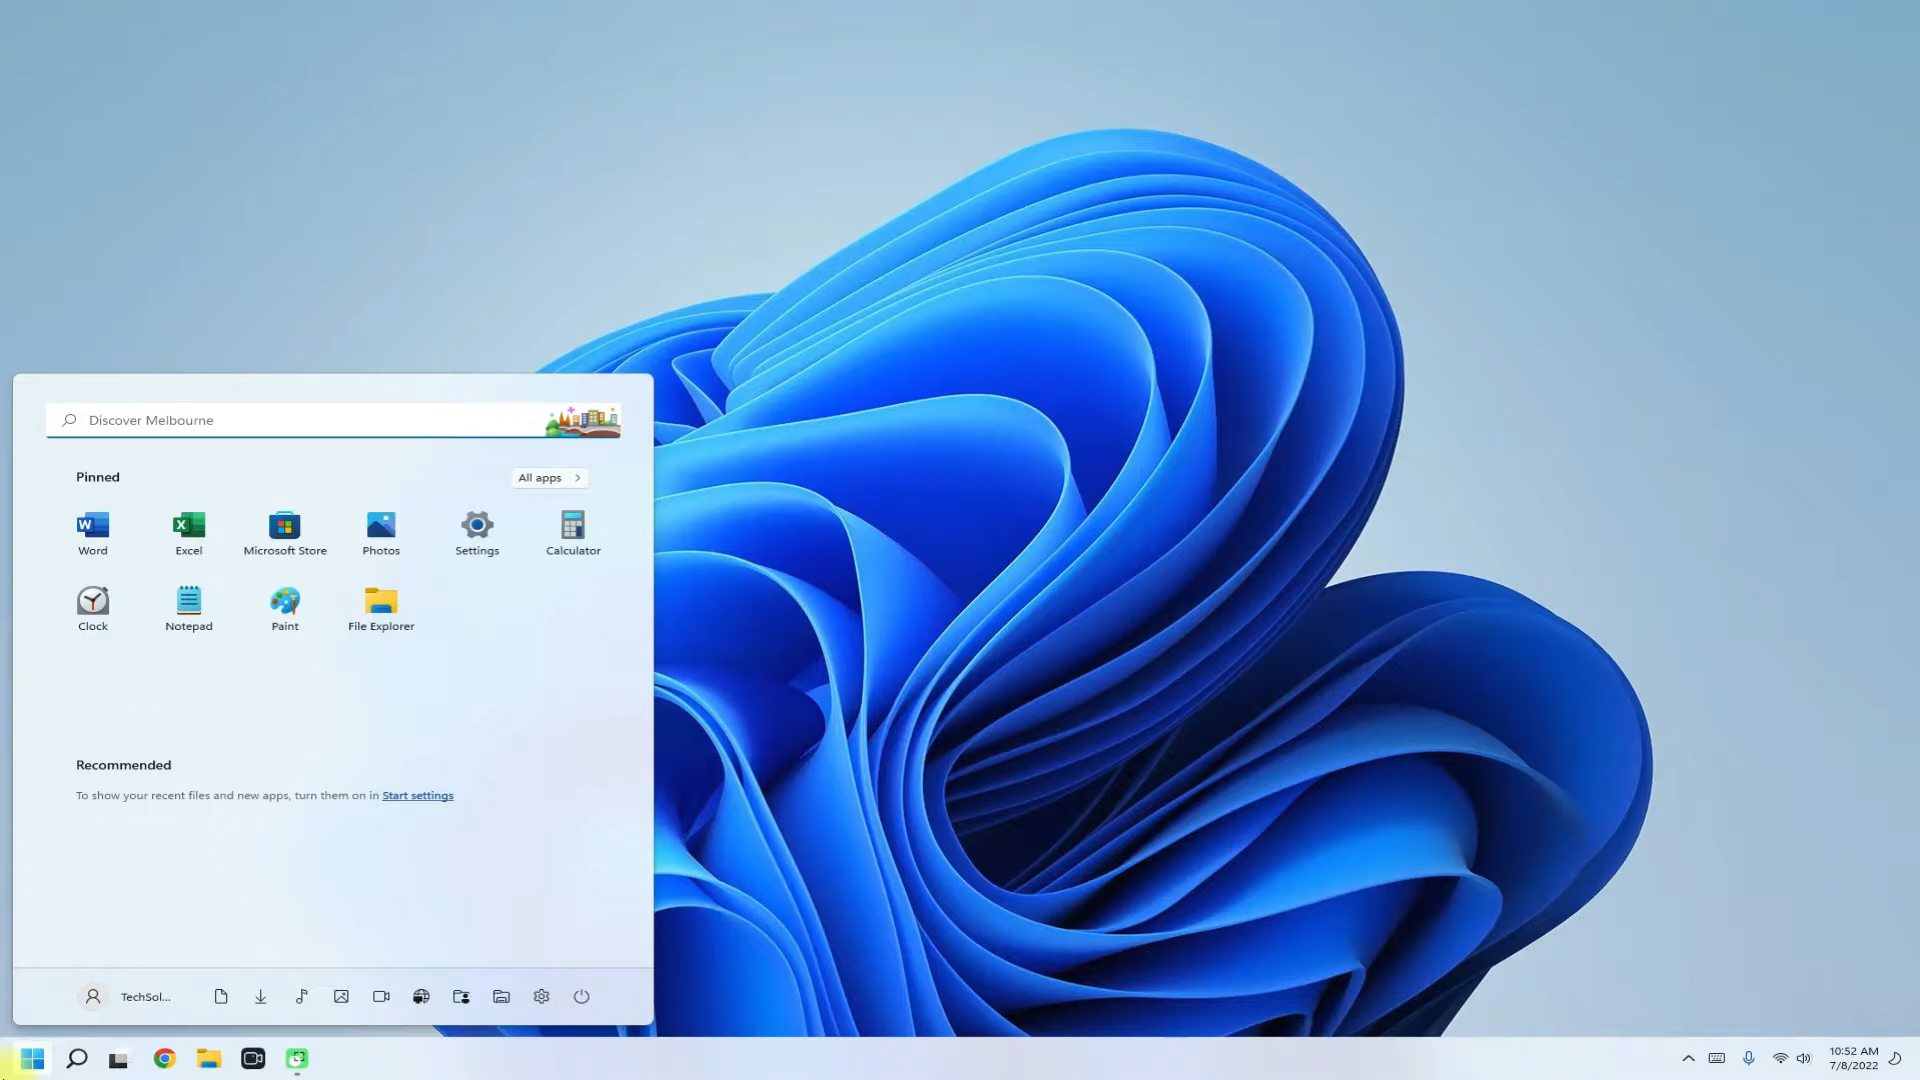 Discover Melbourne
Pinned
All apps
Word
Excel
Microsoft Store
Photos
Settings
Calculator
Clock
Notepad
Paint
File Explorer
Recommended
To show your recent files and new apps, turn them on in Start settings
TechSol...
10:52 AM
7/8/2022